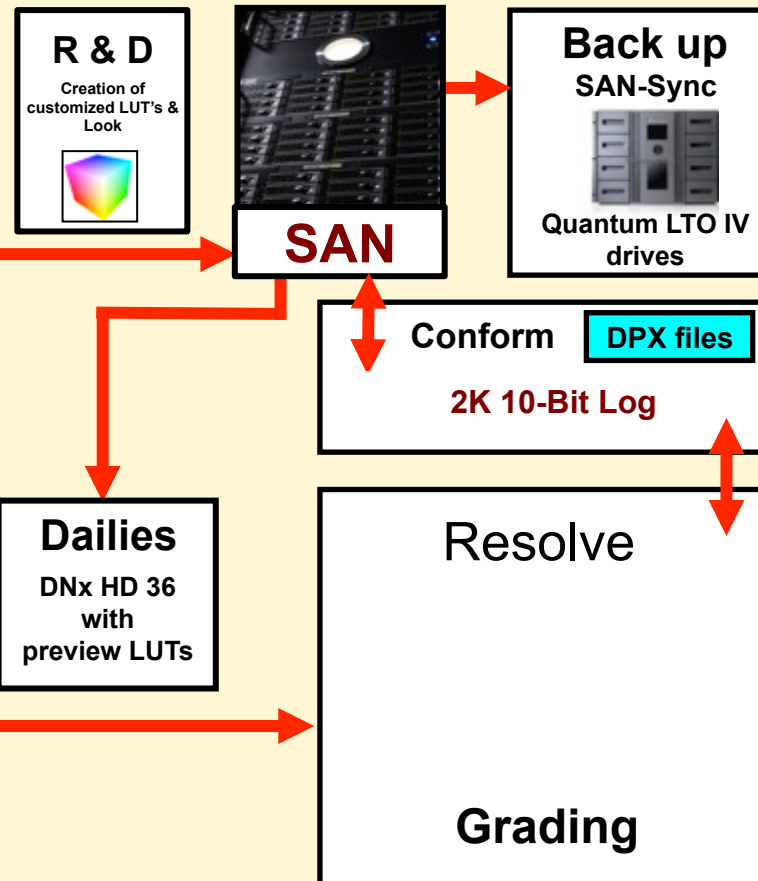 R & D
Creation of
customized LUT's &
Look
SAN
Back up
SAN-Sync
Quantum LTO IV
drives
Conform
DPX files
2K 10-Bit Log
Dailies
DNx HD 36
with
preview LUTs
Resolve
Grading